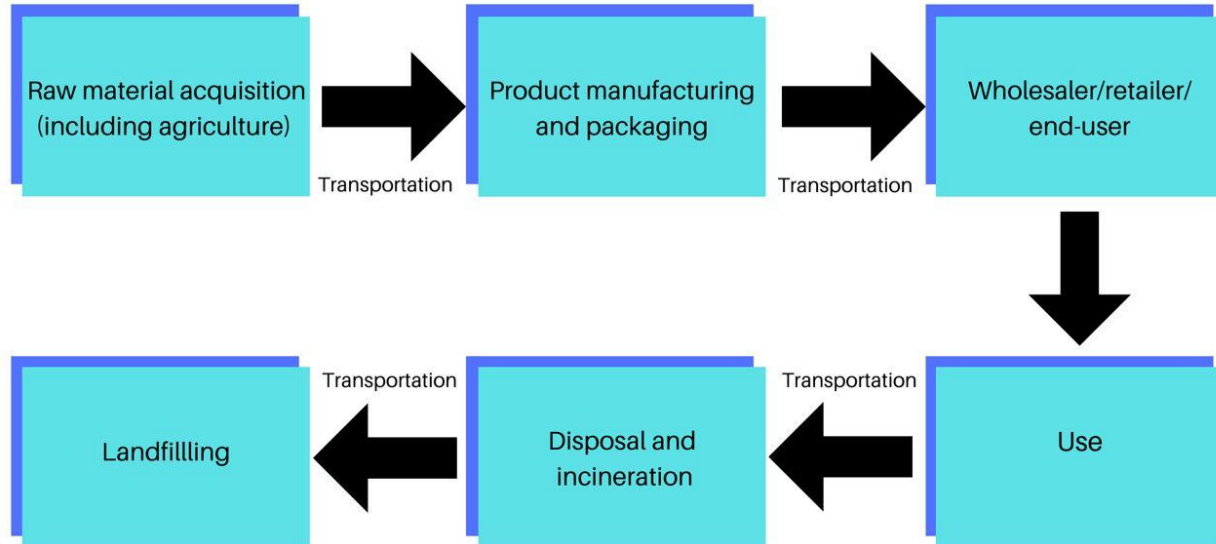 Raw material acquisition
(including agriculture)
Transportation
Product manufacturing
and packaging
Transportation
Wholesaler/retailer/
end-user
Use
Transportation
Disposal and
incineration
Transportation
Landfillling